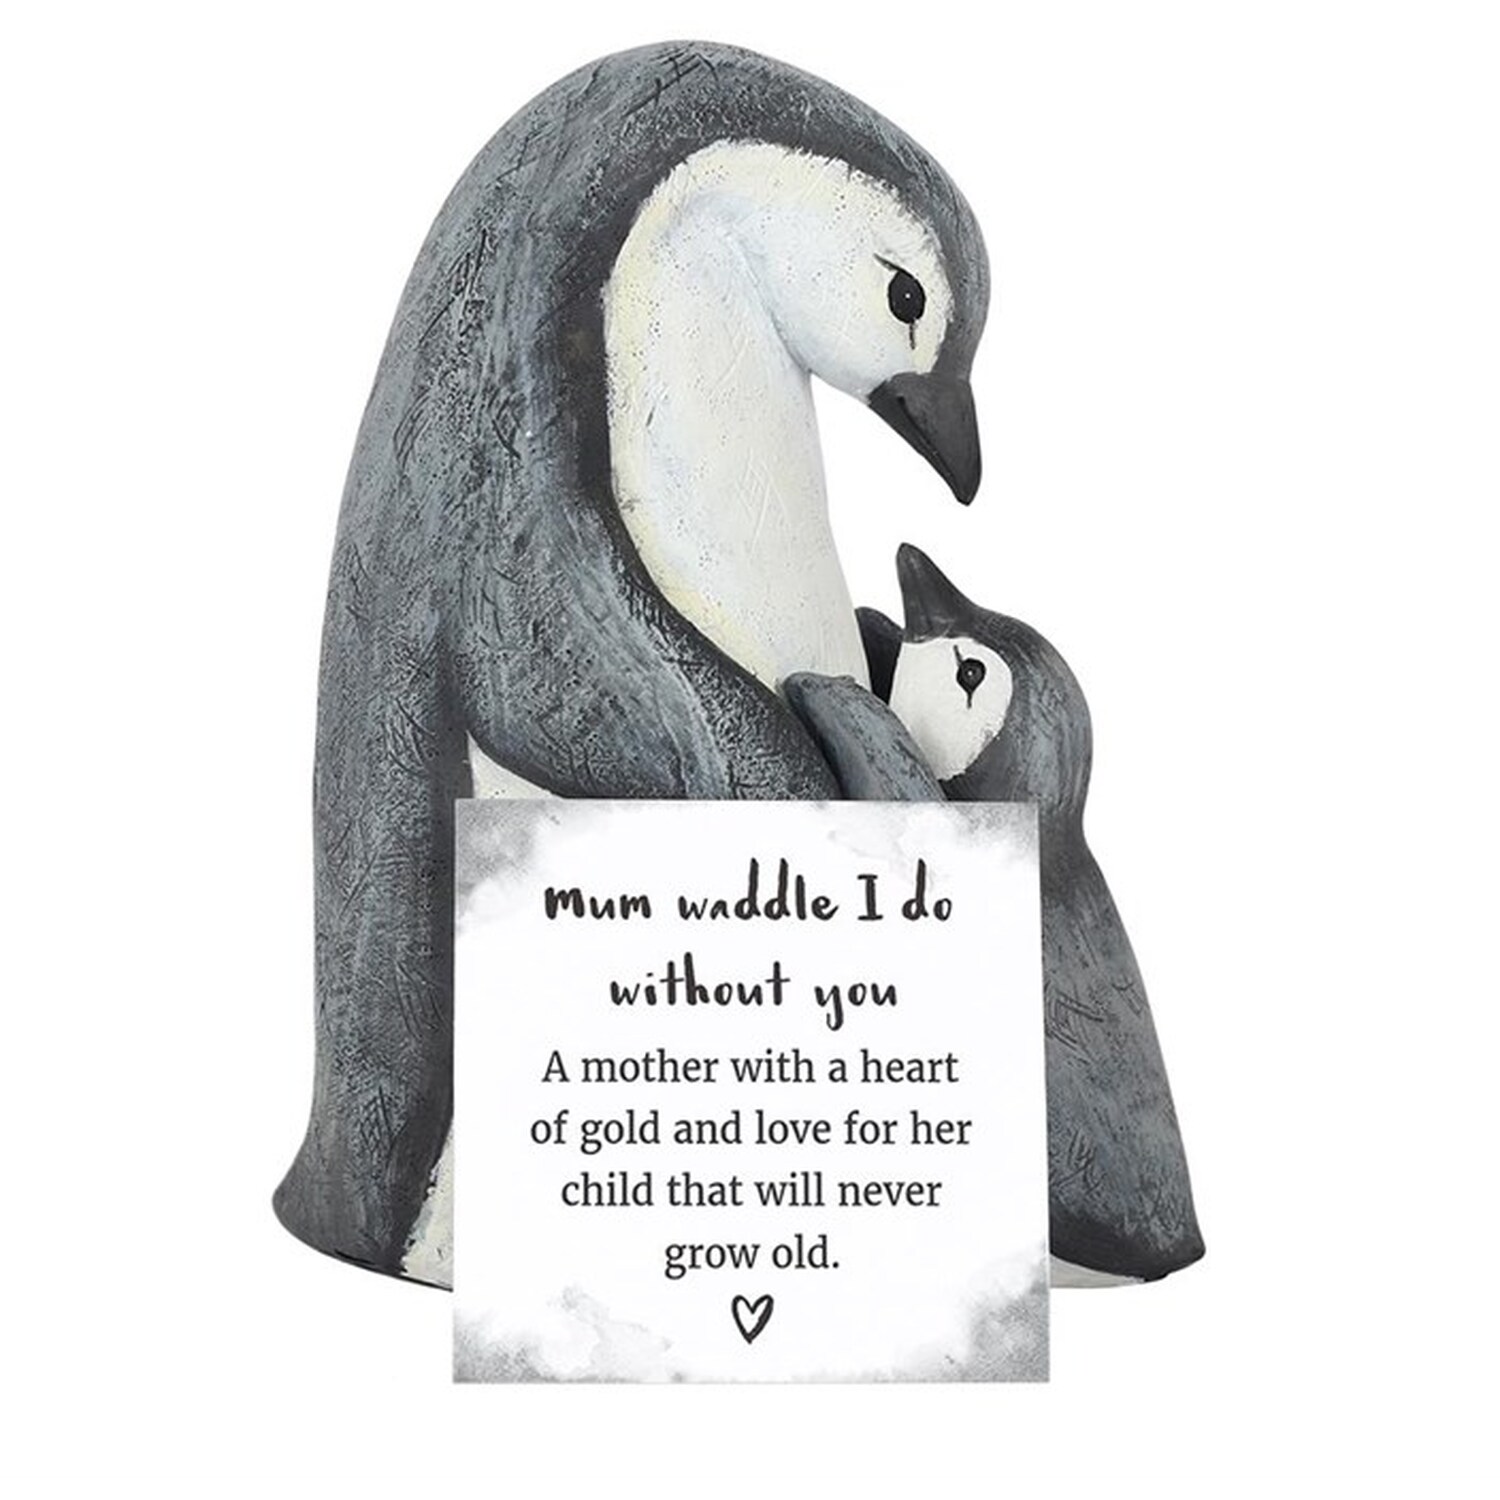 mum waddle I do
without you
A mother with a heart
of gold and love for her
child that will never
grow old.